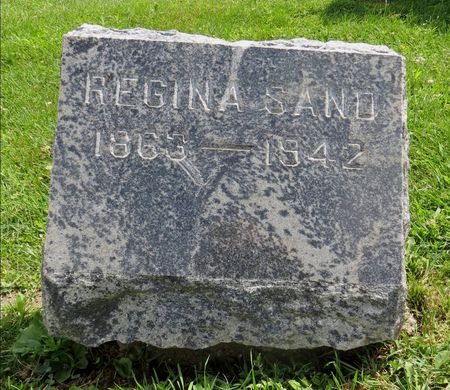 REGINA SAND
1863 — 1942